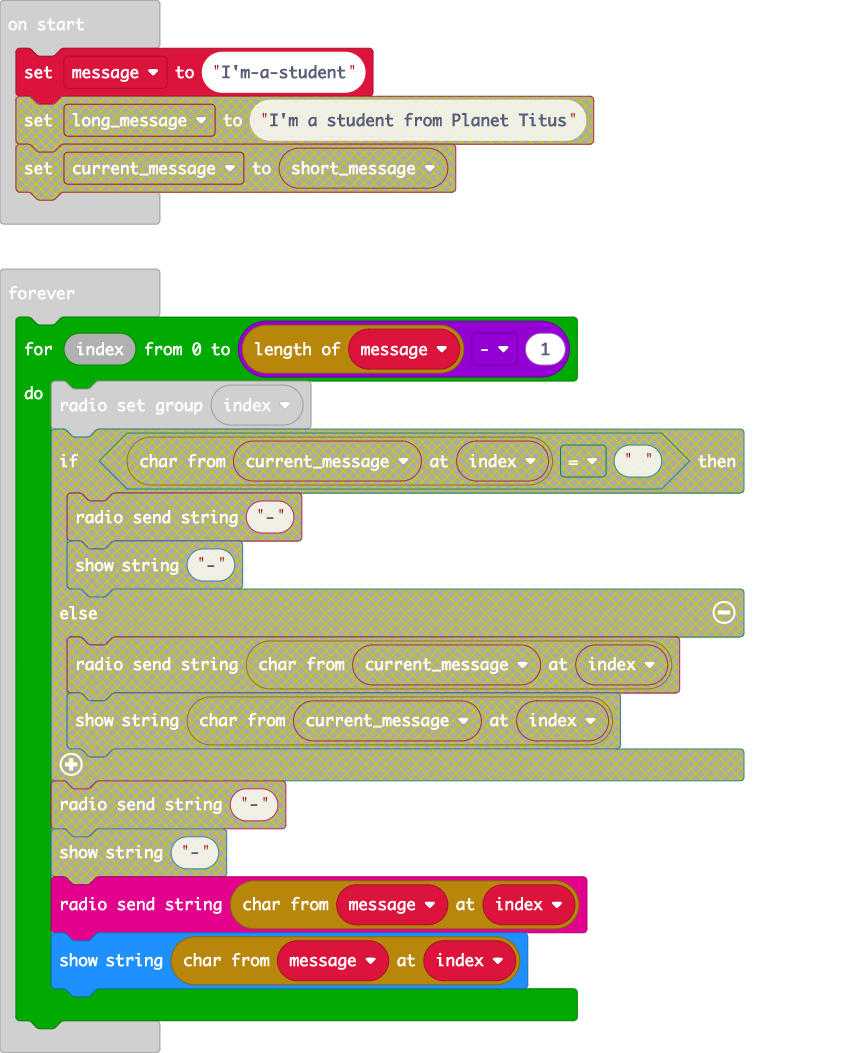 on start
set message to "I'm-a-student"
set long_message to "I'm a student from Planet Titus"
set current_message to short_message
forever
for index from 0 to length of message - 1
do
radio set group index
if char from current_message at index = " " then
radio send string "-"
show string "-"
else
radio send string char from current_message at index
show string char from current_message at index
radio send string "-"
show string "-"
radio send string char from message at index
show string char from message at index